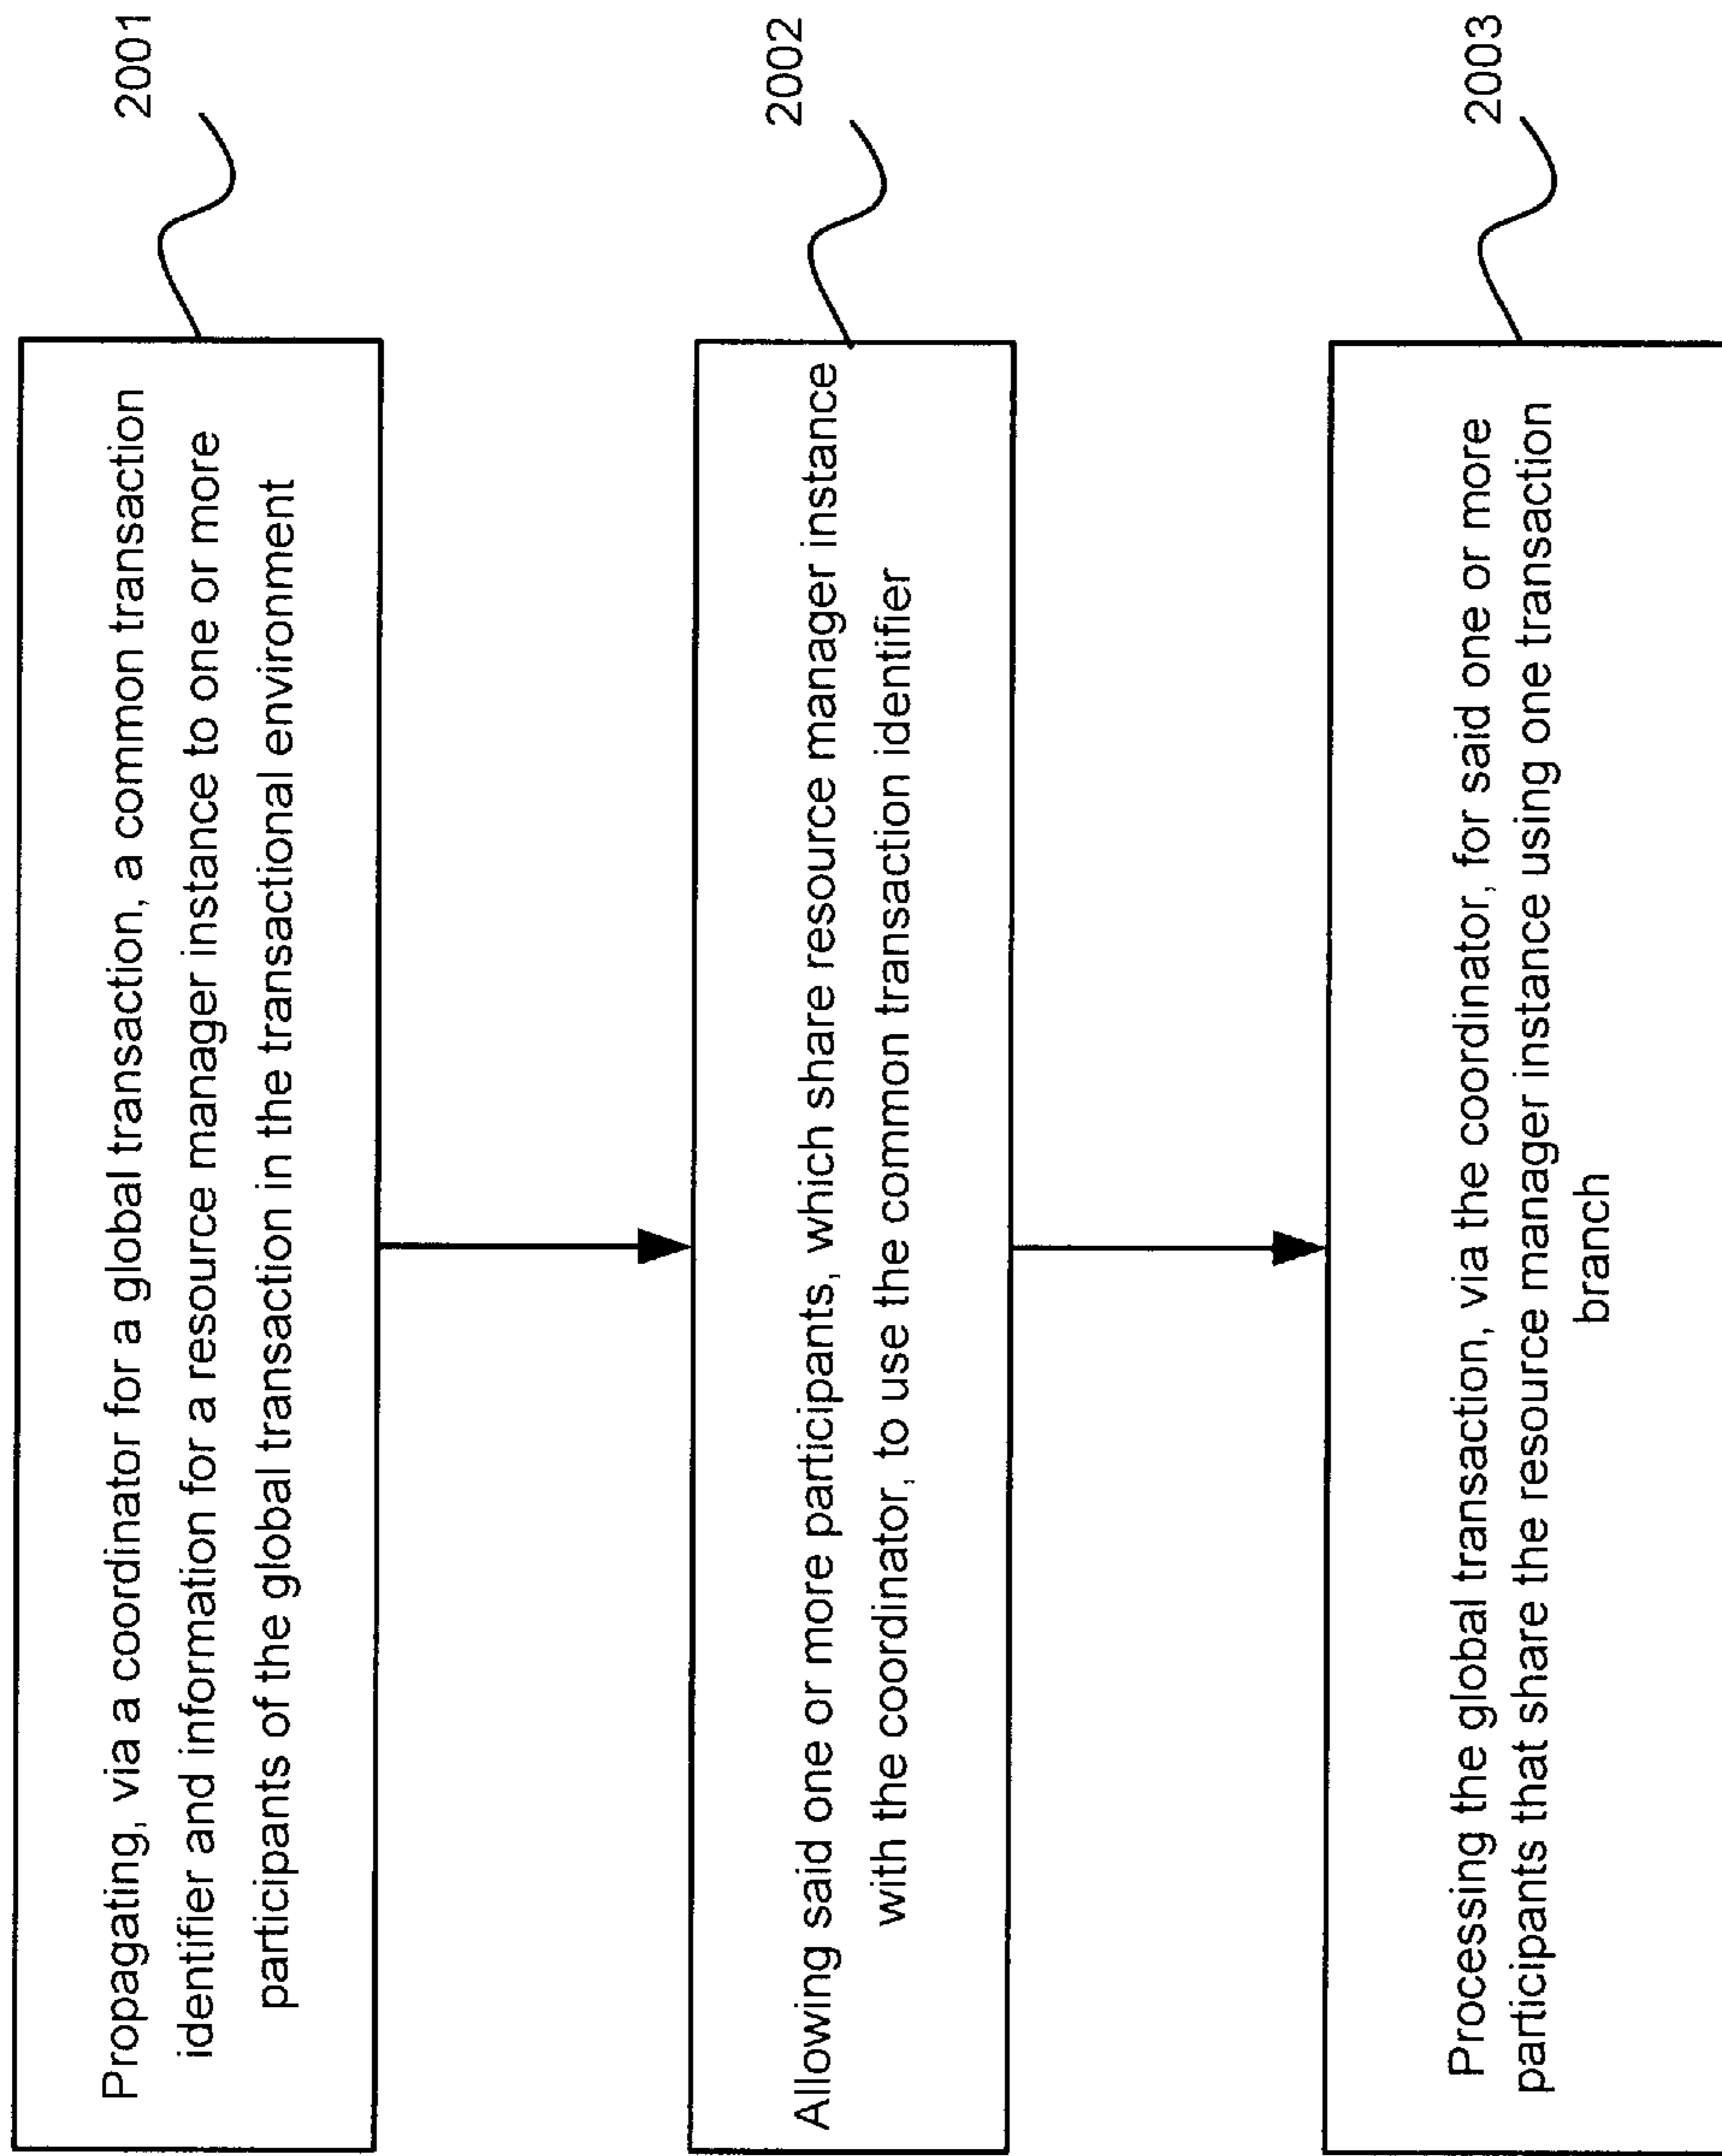 Propagating, via a coordinator for a global transaction, a common transaction
identifier and information for a resource manager instance to one or more
participants of the global transaction in the transactional environment
2001
Allowing said one or more participants, which share resource manager instance
with the coordinator, to use the common transaction identifier
2002
Processing the global transaction, via the coordinator, for said one or more
participants that share the resource manager instance using one transaction
branch
2003